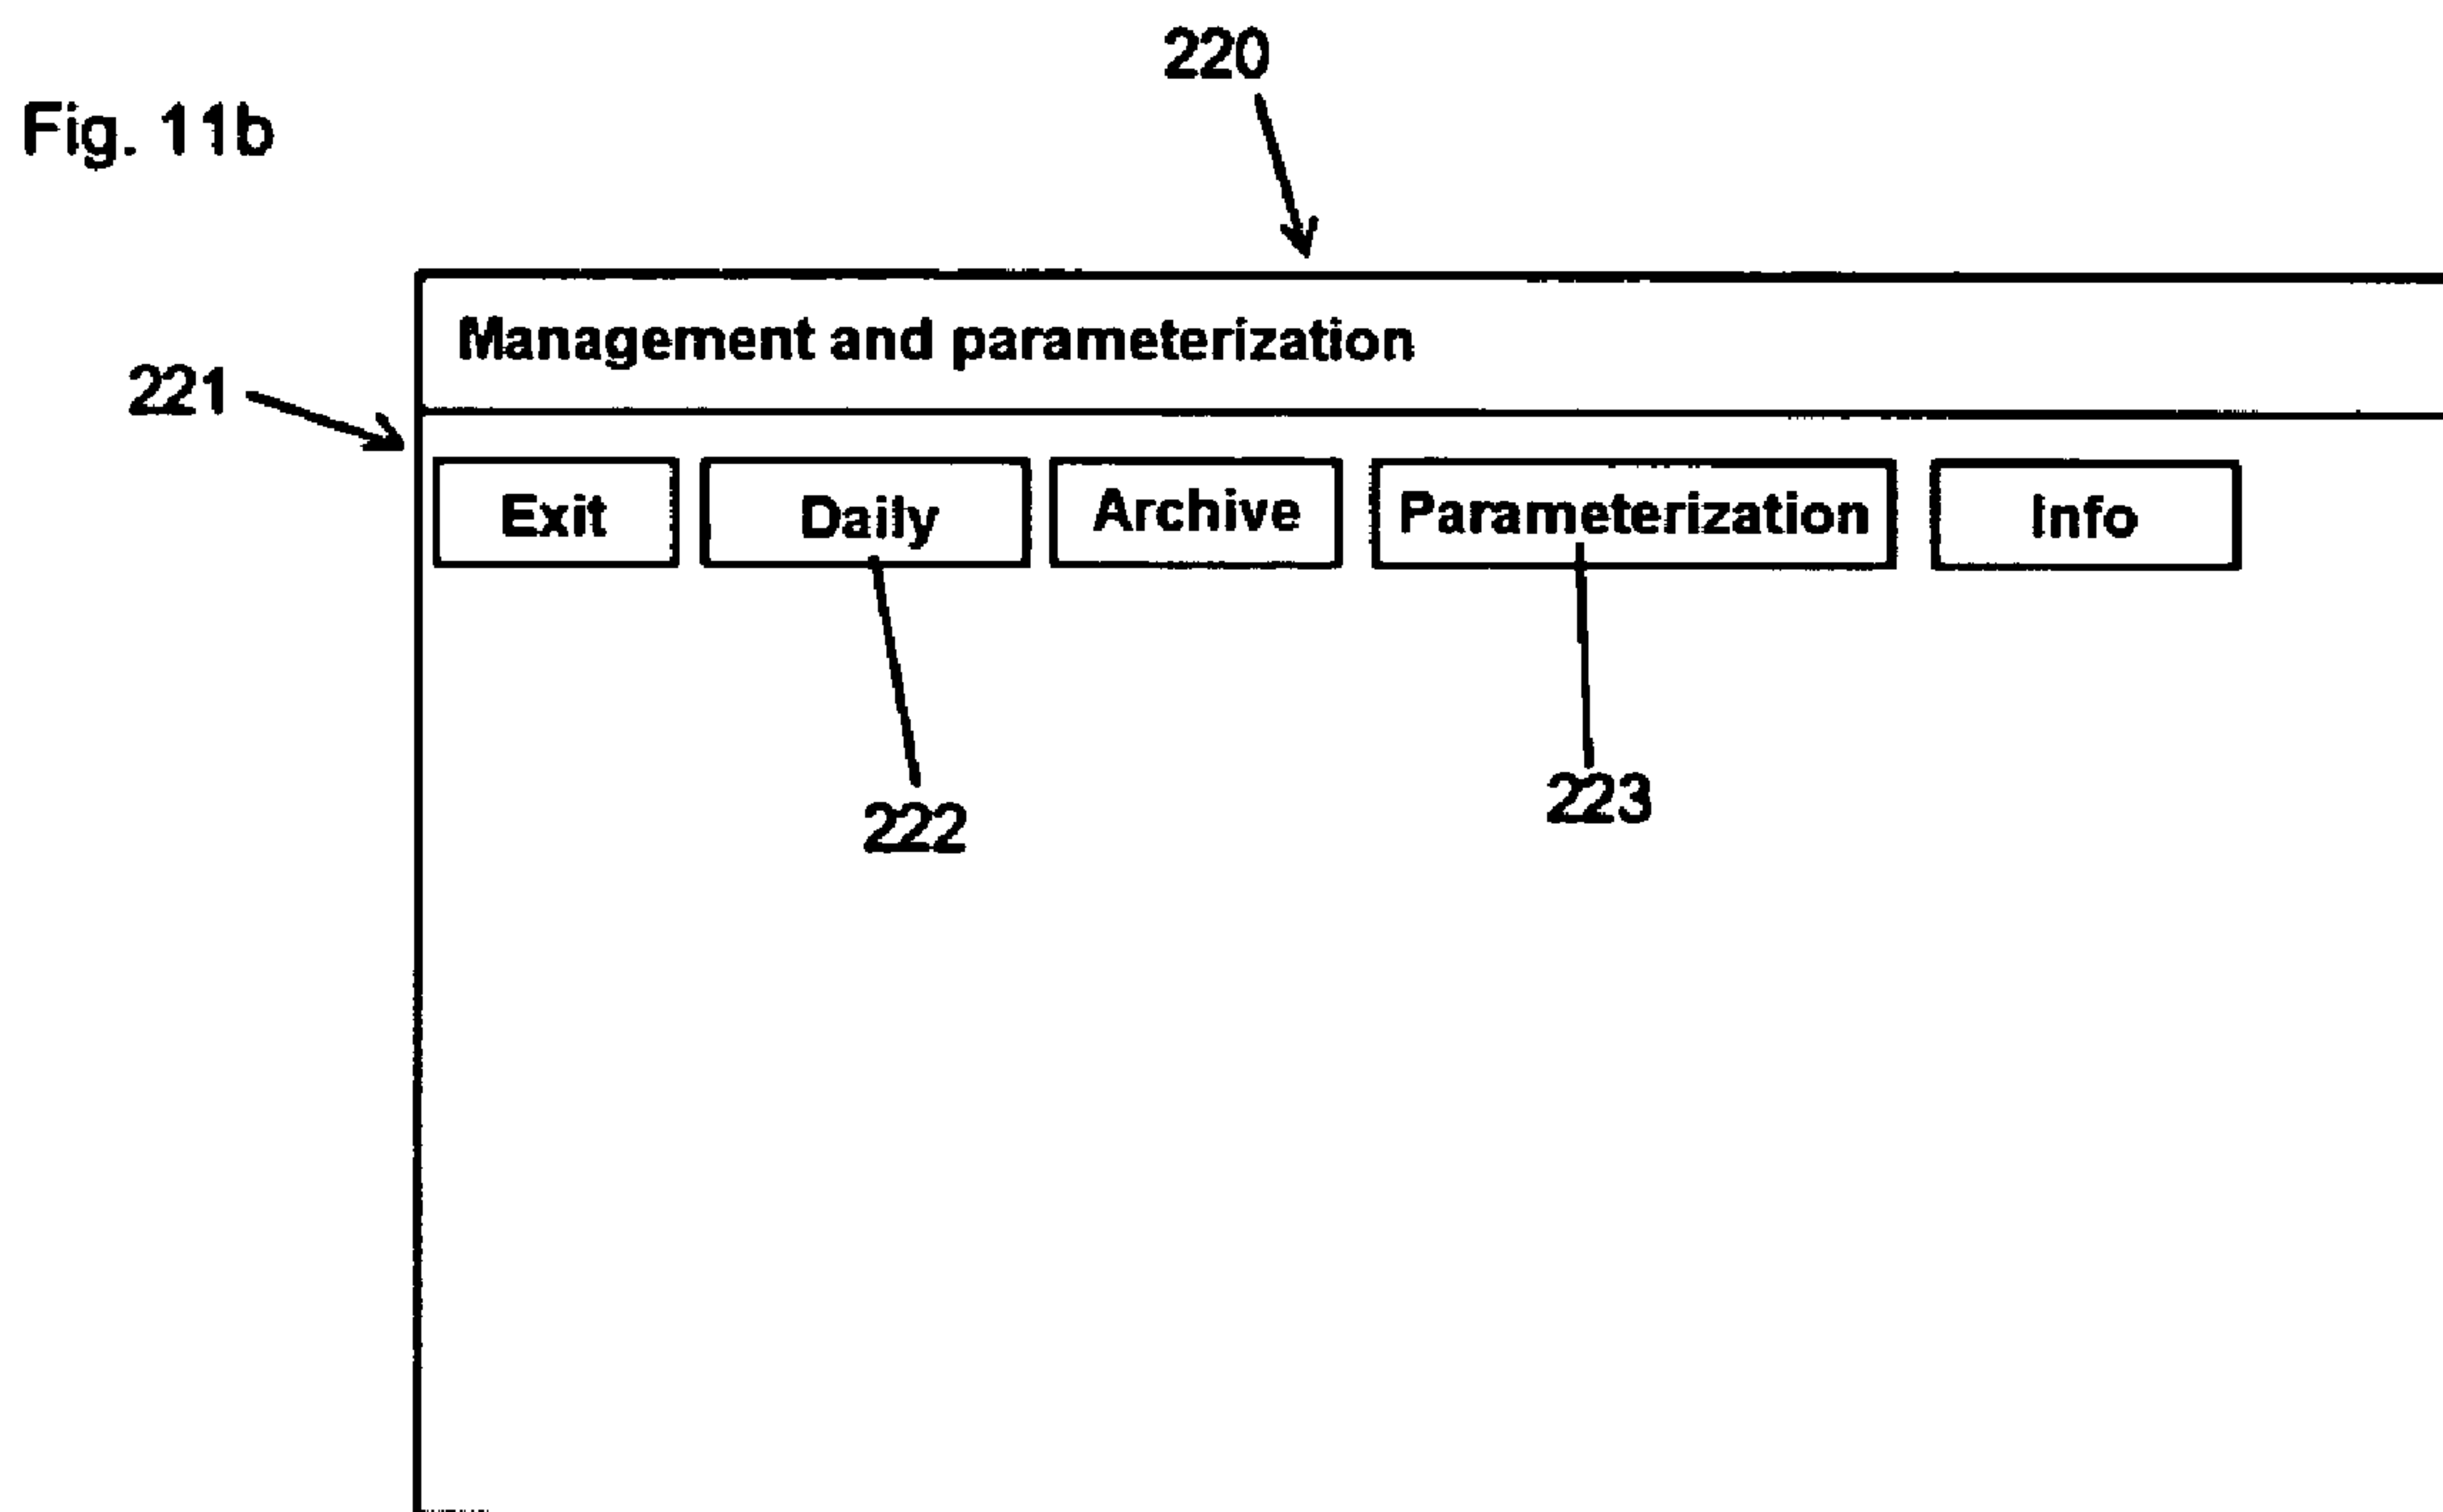 220
Fig. 11b
Management and parameterization
221
Exit Daily Archive Parameterization Info
223
222